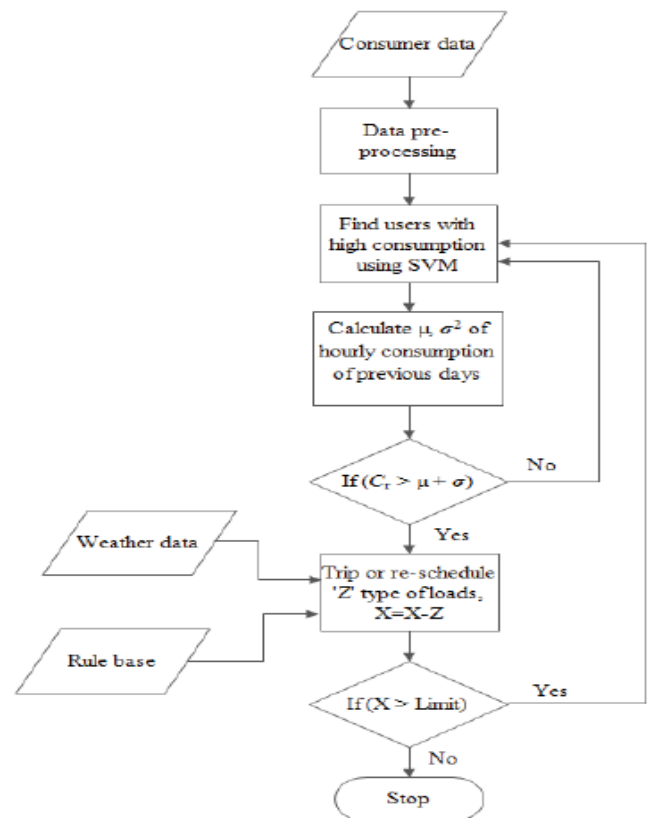 Consumer data
Data pre-
processing
Find users with
high consumption
using SVM
Calculate μ, σ² of
hourly consumption
of previous days
If (Cᵣ > μ + σ)
No
Yes
Weather data
Trip or re-schedule
'Z' type of loads,
X=X-Z
Rule base
If (X > Limit)
Yes
No
Stop